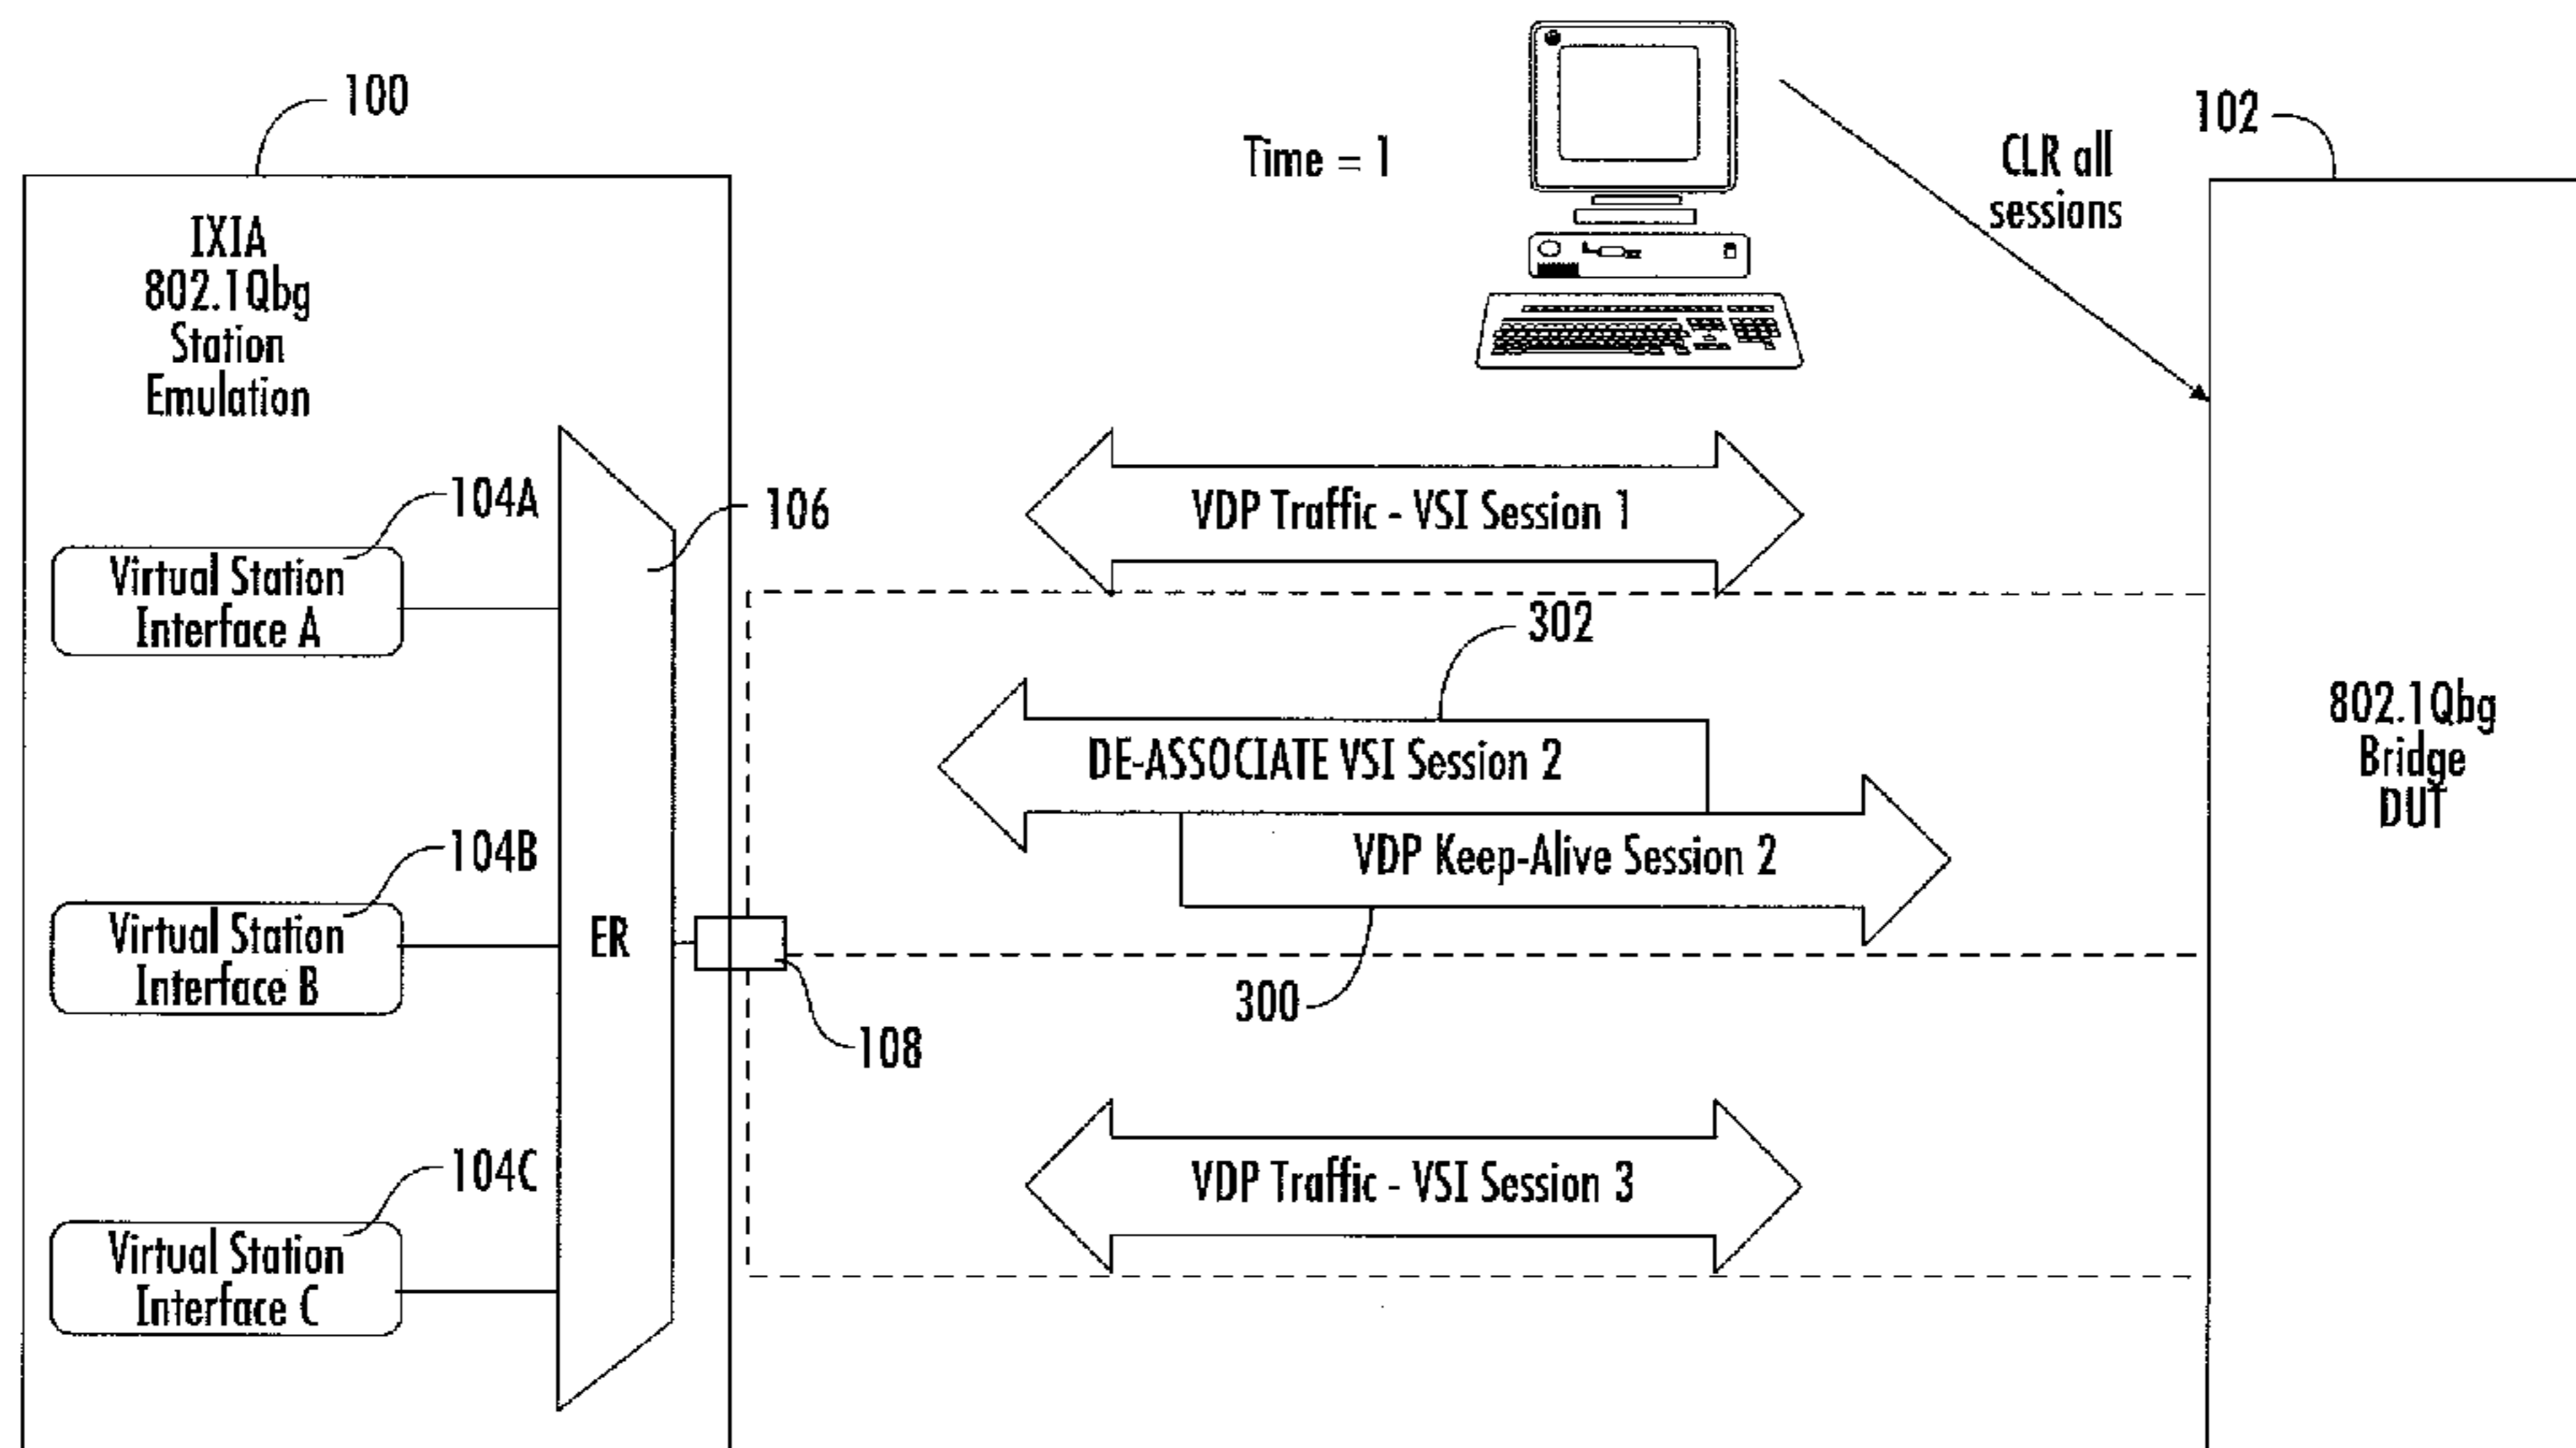 100
IXIA
802.1Qbg
Station
Emulation
104A
106
Virtual Station
Interface A
104B
Virtual Station
Interface B
ER
108
104C
Virtual Station
Interface C
Time = 1
CLR all
sessions
102
VDP Traffic - VSI Session 1
302
DE-ASSOCIATE VSI Session 2
VDP Keep-Alive Session 2
300
VDP Traffic - VSI Session 3
802.1Qbg
Bridge
DUT